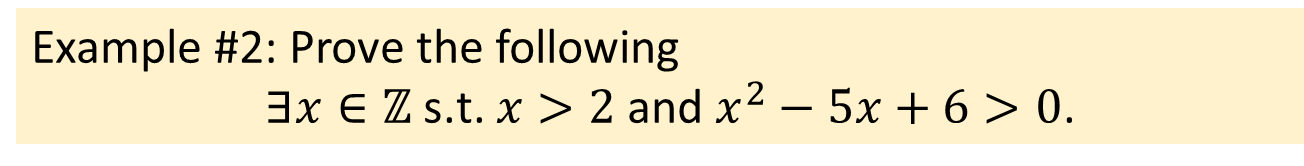 Example #2: Prove the following
∃x ∈ ℤ s.t. x > 2 and x² − 5x + 6 > 0.